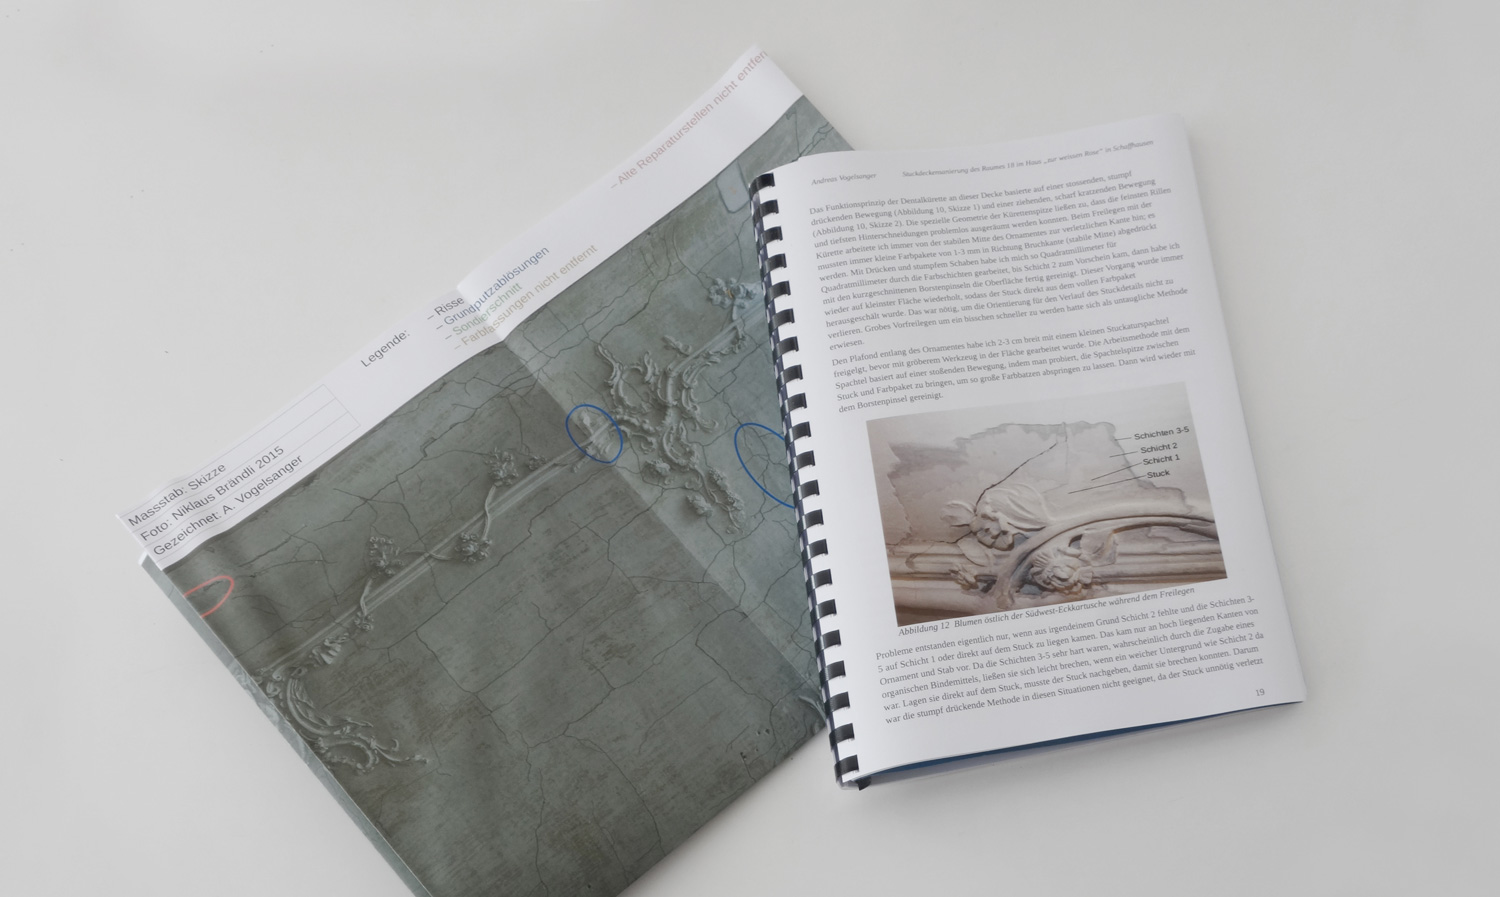 – Alte Reparaturstellen nicht entfern
Legende:
– Risse
– Grundputzablösungen
– Sondierschnitt
– Farbfassungen nicht entfernt
Massstab: Skizze
Foto: Niklaus Brändli 2015
Gezeichnet: A. Vogelsanger
Andreas Vogelsanger Stuckdeckensanierung des Raumes 18 im Haus „zur weissen Rose“ in Schaffhausen
Das Funktionsprinzip der Dentalkürette an dieser Decke basierte auf einer stossenden, stumpf
drückenden Bewegung (Abbildung 10, Skizze 1) und einer ziehenden, scharf kratzenden Bewegung
(Abbildung 10, Skizze 2). Die spezielle Geometrie der Kürettenspitze ließen zu, dass die feinsten Rillen
und tiefsten Hinterschneidungen problemlos ausgeräumt werden konnten. Beim Freilegen mit der
Kürette arbeitete ich immer von der stabilen Mitte des Ornamentes zur verletzlichen Kante hin; es
mussten immer kleine Farbpakete von 1-3 mm in Richtung Bruchkante (stabile Mitte) abgedrückt
werden. Mit Drücken und stumpfem Schaben habe ich mich so Quadratmillimeter für
Quadratmillimeter durch die Farbschichten gearbeitet, bis Schicht 2 zum Vorschein kam, dann habe ich
mit den kurzgeschnittenen Borstenpinseln die Oberfläche fertig gereinigt. Dieser Vorgang wurde immer
wieder auf kleinster Fläche wiederholt, sodass der Stuck direkt aus dem vollen Farbpaket
herausgeschält wurde. Das war nötig, um die Orientierung für den Verlauf des Stuckdetails nicht zu
verlieren. Grobes Vorfreilegen um ein bisschen schneller zu werden hatte sich als untaugliche Methode
erwiesen.
Den Plafond entlang des Ornamentes habe ich 2-3 cm breit mit einem kleinen Stuckaturspachtel
freigelgt, bevor mit gröberem Werkzeug in der Fläche gearbeitet wurde. Die Arbeitsmethode mit dem
Spachtel basiert auf einer stoßenden Bewegung, indem man probiert, die Spachtelspitze zwischen
Stuck und Farbpaket zu bringen, um so große Farbbatzen abspringen zu lassen. Dann wird wieder mit
dem Borstenpinsel gereinigt.
Schichten 3-5
Schicht 2
Schicht 1
Stuck
Abbildung 12 Blumen östlich der Südwest-Eckkartusche während dem Freilegen
Probleme entstanden eigentlich nur, wenn aus irgendeinem Grund Schicht 2 fehlte und die Schichten 3-
5 auf Schicht 1 oder direkt auf dem Stuck zu liegen kamen. Das kam nur an hoch liegenden Kanten von
Ornament und Stab vor. Da die Schichten 3-5 sehr hart waren, wahrscheinlich durch die Zugabe eines
organischen Bindemittels, ließen sie sich leicht brechen, wenn ein weicher Untergrund wie Schicht 2 da
war. Lagen sie direkt auf dem Stuck, musste der Stuck nachgeben, damit sie brechen konnten. Darum
war die stumpf drückende Methode in diesen Situationen nicht geeignet, da der Stuck unnötig verletzt
19